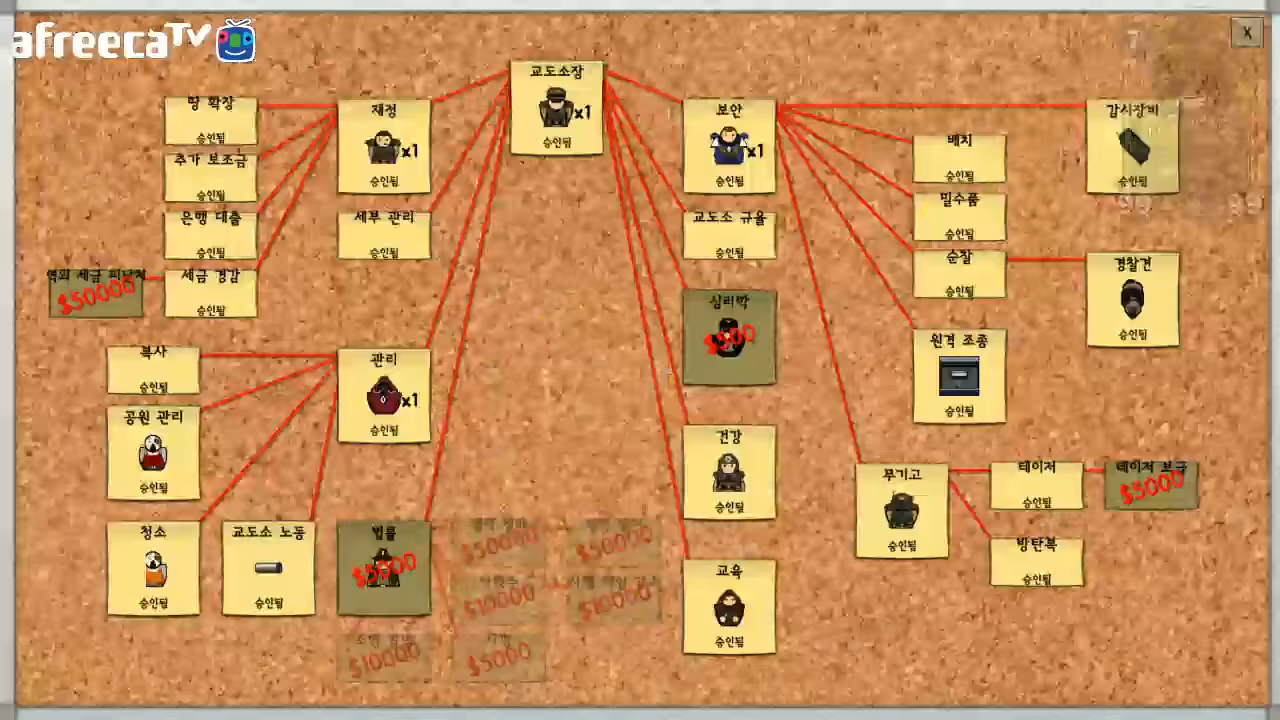 afreecaTV
X
교도소장
x1
승인됨
땅 확장
승인됨
재정
x1
승인됨
보안
x1
승인됨
감시장비
승인됨
추가 보조금
승인됨
배치
승인됨
은행 대출
승인됨
세부 관리
승인됨
교도소 규율
승인됨
밀수품
승인됨
$50000
세금 경감
승인됨
순찰
승인됨
경찰견
승인됨
심리학
$500
원격 조종
승인됨
복사
승인됨
관리
x1
승인됨
공원 관리
승인됨
건강
승인됨
무기고
승인됨
테이저
승인됨
테이저 보급
$5000
방탄복
승인됨
청소
승인됨
교도소 노동
승인됨
법률
$5000
$50000
$50000
$10000
$10000
$10000
$5000
교육
승인됨